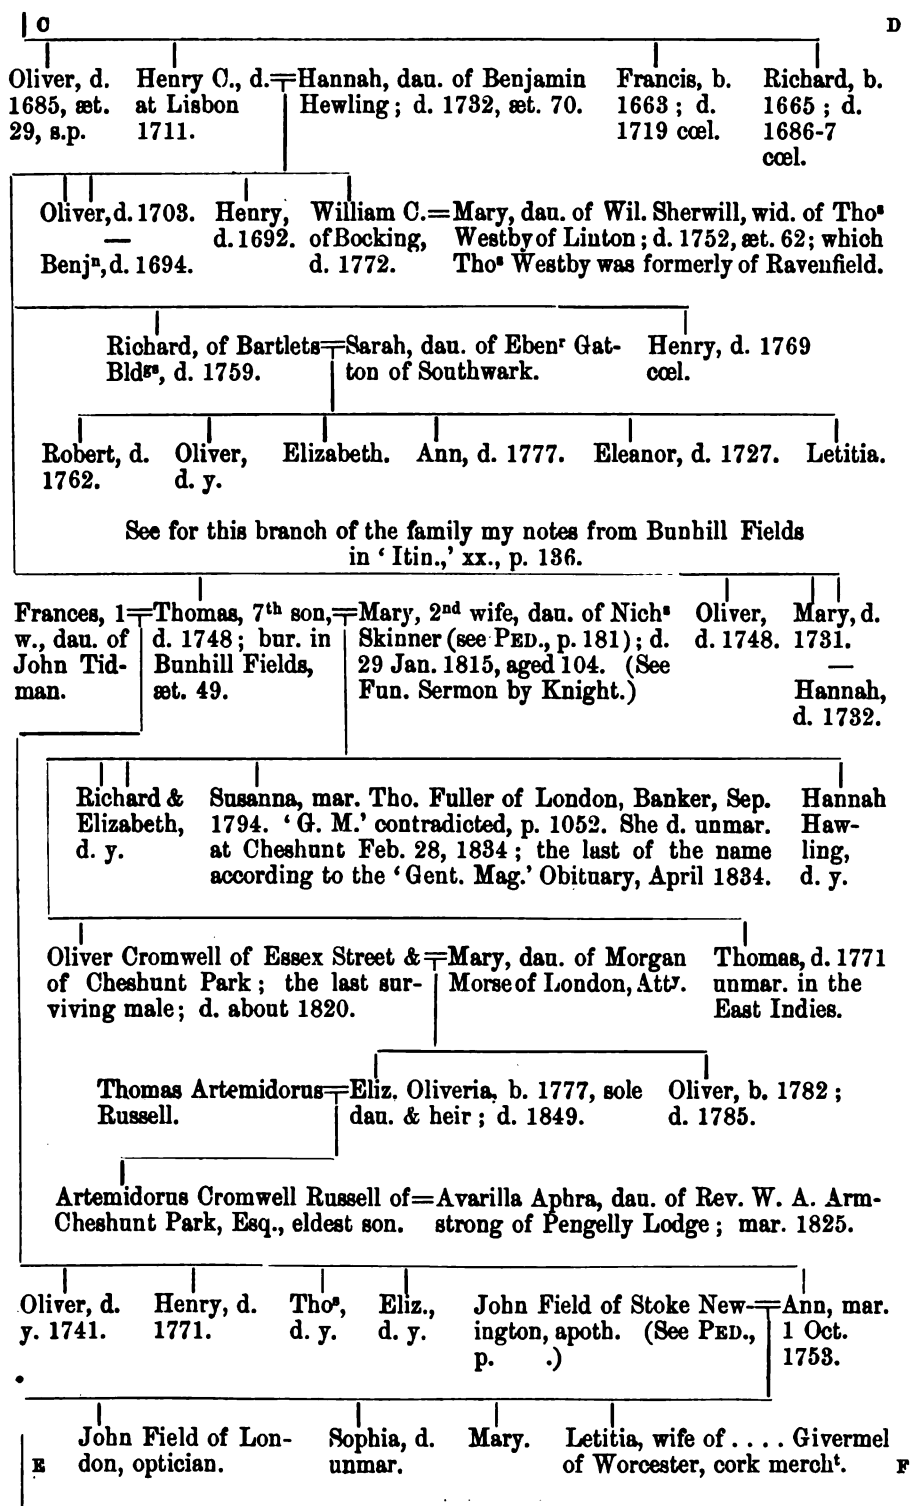 C D
Oliver, d. Henry C., d. Hannah, dau. of Benjamin Francis, b. Richard, b.
1685, æt. at Lisbon Hewling; d. 1732, æt. 70. 1663; d. 1665; d.
29, s.p. 1711. 1719 cœl. 1686-7
cœl.
Oliver, d. 1703. Henry, William C.=Mary, dau. of Wil. Sherwill, wid. of Thoˢ
— d. 1692. of Bocking, Westby of Linton; d. 1752, æt. 62; which
Benjⁿ, d. 1694. d. 1772. Thoˢ Westby was formerly of Ravenfield.
Richard, of Bartlets Sarah, dau. of Ebenʳ Gat- Henry, d. 1769
Bldᵍˢ, d. 1759. ton of Southwark. cœl.
Robert, d. Oliver, Elizabeth. Ann, d. 1777. Eleanor, d. 1727. Letitia.
1762. d. y.
See for this branch of the family my notes from Bunhill Fields
in ‘Itin.,’ xx., p. 136.
Frances, 1 Thomas, 7ᵗʰ son, Mary, 2ⁿᵈ wife, dau. of Nichˢ Oliver, Mary, d.
w., dau. of d. 1748; bur. in Skinner (see PED., p. 181); d. d. 1748. 1731.
John Tid- Bunhill Fields, 29 Jan. 1815, aged 104. (See —
man. æt. 49. Fun. Sermon by Knight.) Hannah,
d. 1732.
Richard & Susanna, mar. Tho. Fuller of London, Banker, Sep. Hannah
Elizabeth, 1794. ‘G. M.’ contradicted, p. 1052. She d. unmar. Haw-
d. y. at Cheshunt Feb. 28, 1834; the last of the name ling,
according to the ‘Gent. Mag.’ Obituary, April 1834. d. y.
Oliver Cromwell of Essex Street & Mary, dau. of Morgan Thomas, d. 1771
of Cheshunt Park; the last sur- Morse of London, Attʸ. unmar. in the
viving male; d. about 1820. East Indies.
Thomas Artemidorus Eliz. Oliveria, b. 1777, sole Oliver, b. 1782;
Russell. dau. & heir; d. 1849. d. 1785.
Artemidorus Cromwell Russell of=Avarilla Aphra, dau. of Rev. W. A. Arm-
Cheshunt Park, Esq., eldest son. strong of Pengelly Lodge; mar. 1825.
Oliver, d. Henry, d. Thoˢ, Eliz., John Field of Stoke New- Ann, mar.
y. 1741. 1771. d. y. d. y. ington, apoth. (See PED., 1 Oct.
p. .) 1753.
John Field of Lon- Sophia, d. Mary. Letitia, wife of .... Givermel
E don, optician. unmar. of Worcester, cork merchᵗ. F